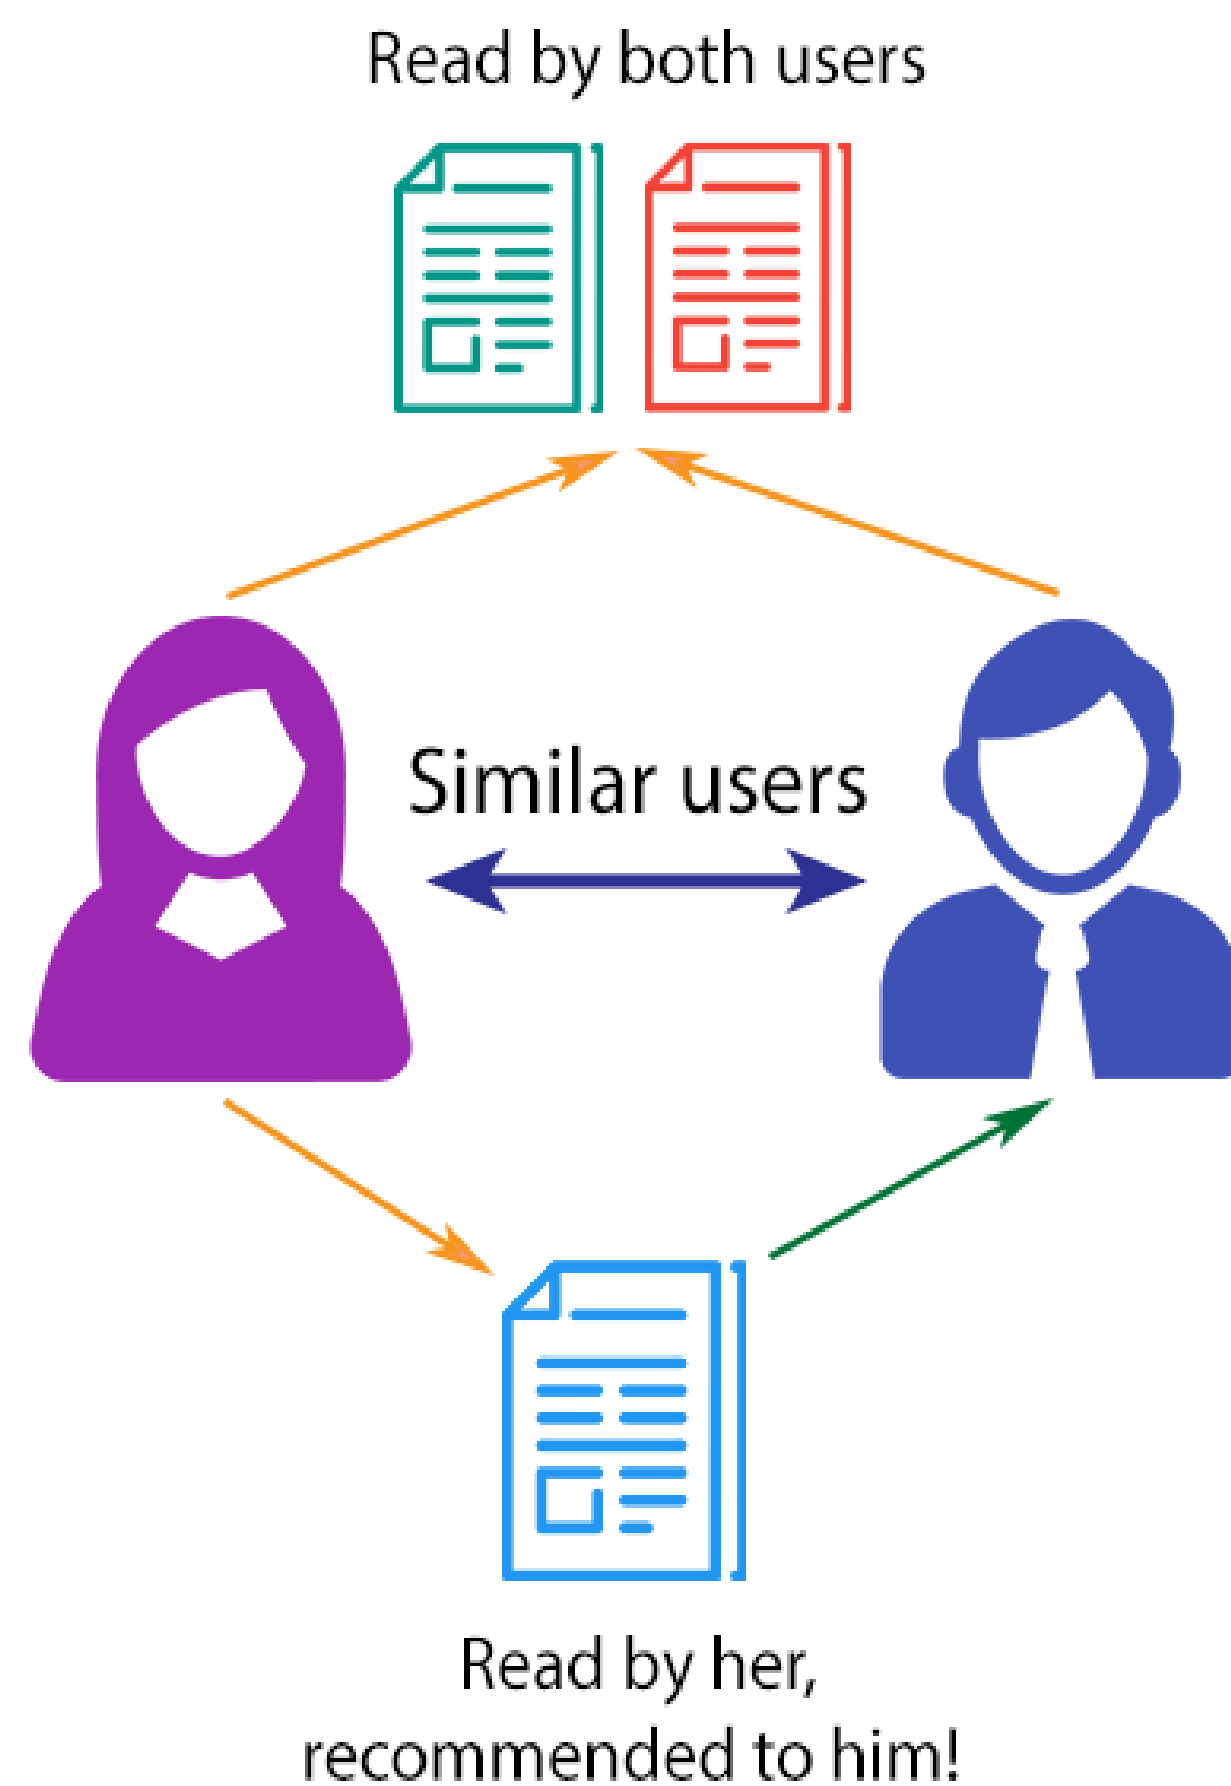 Read by both users
Similar users
Read by her,
recommended to him!